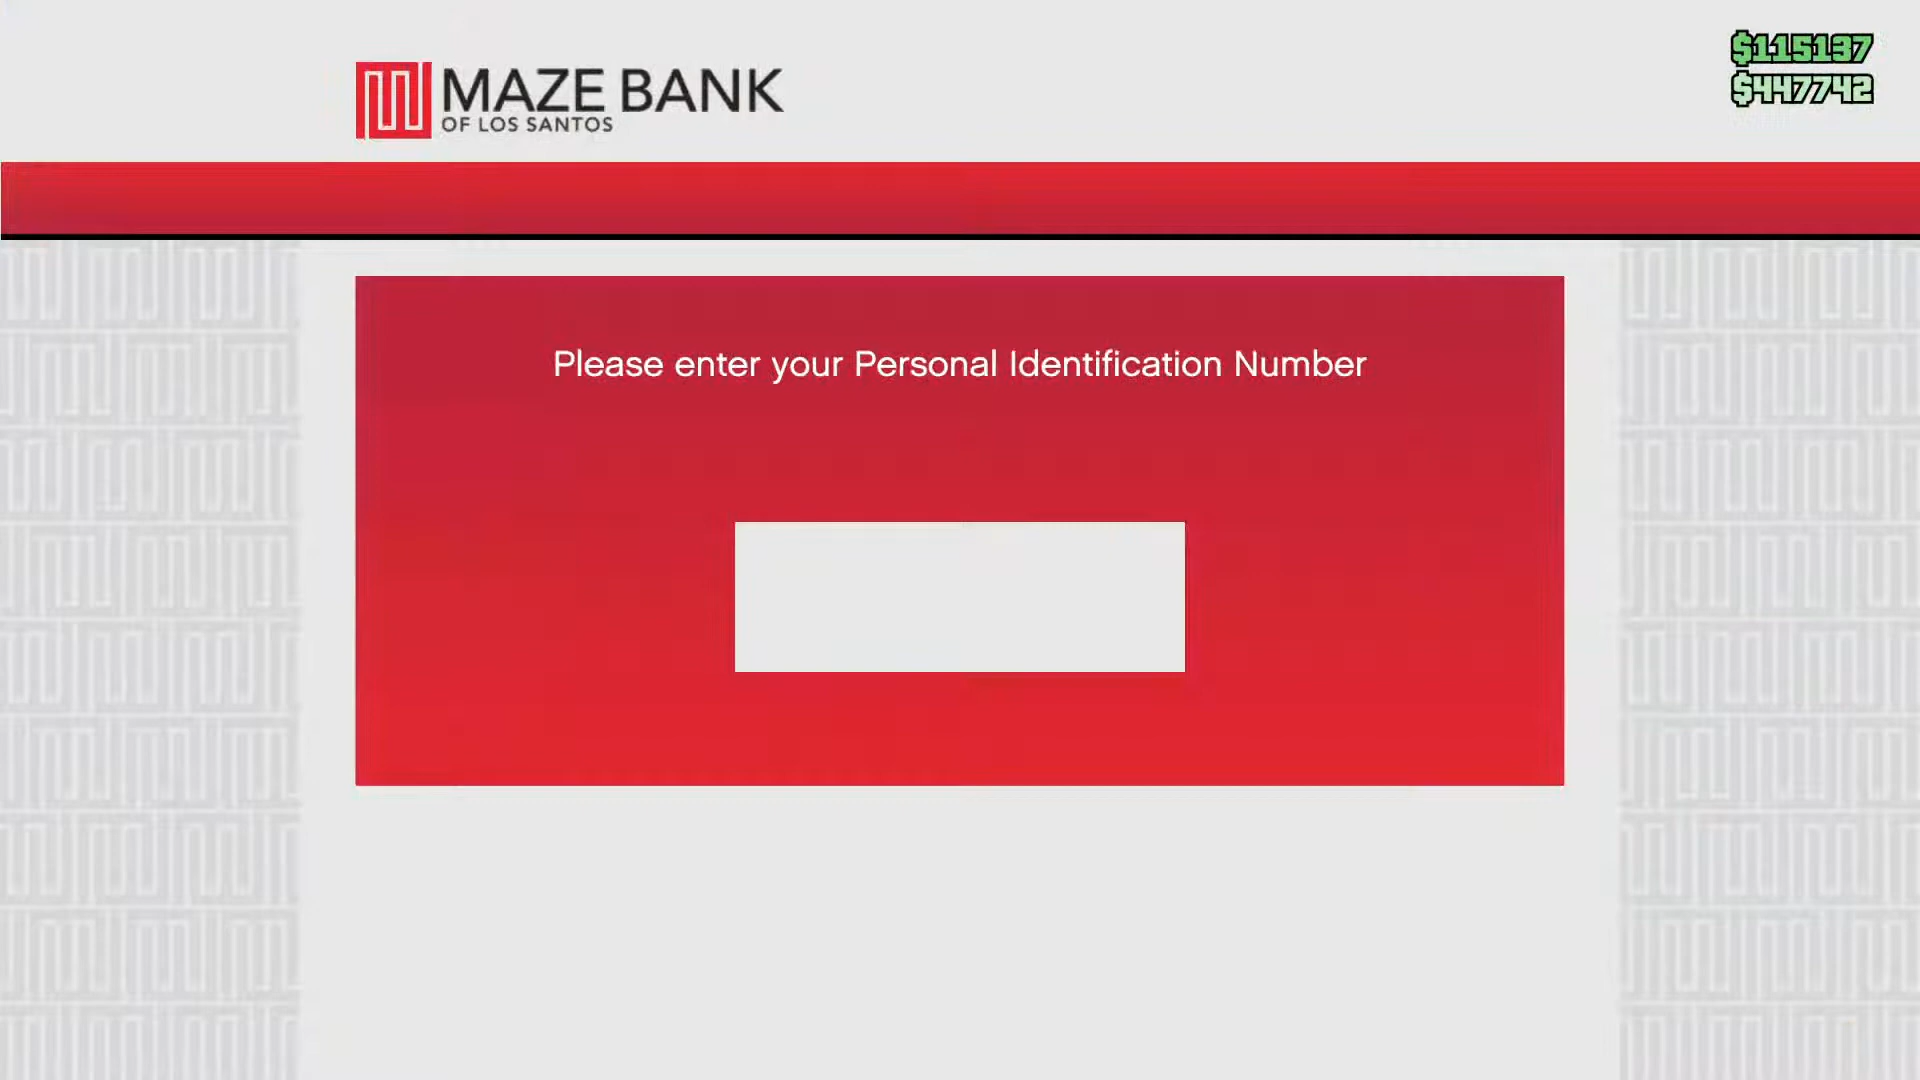 MAZE BANK
OF LOS SANTOS
$115137
$447742
Please enter your Personal Identification Number